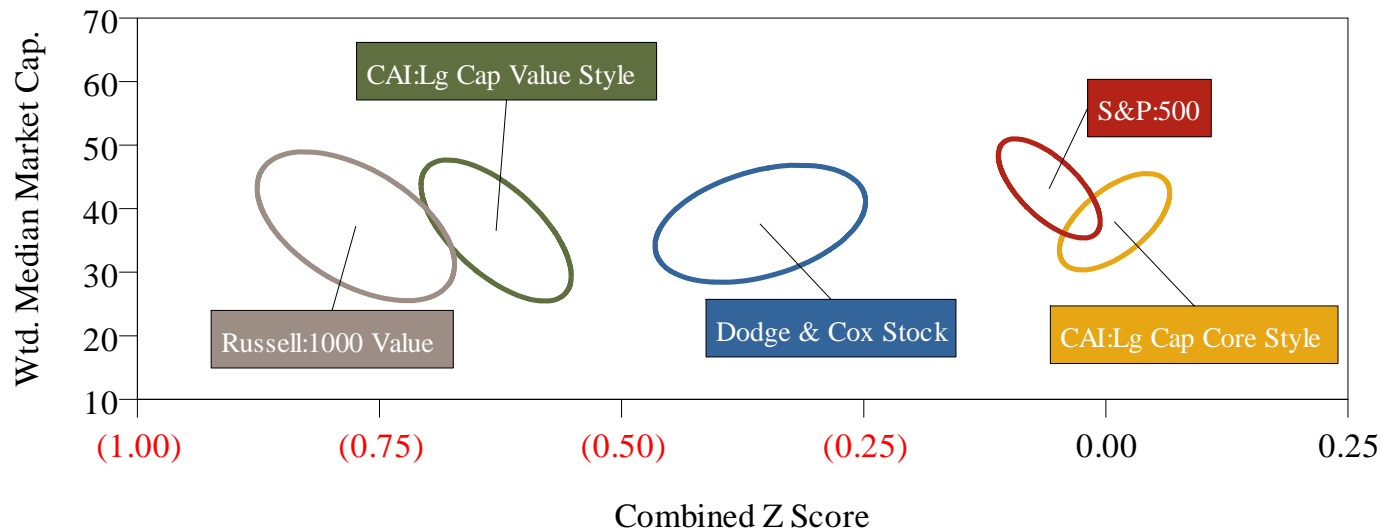 Wtd. Median Market Cap.
70
60
50
40
30
20
10
CAI:Lg Cap Value Style
S&P:500
Russell:1000 Value
Dodge & Cox Stock
CAI:Lg Cap Core Style
(1.00) (0.75) (0.50) (0.25) 0.00 0.25
Combined Z Score